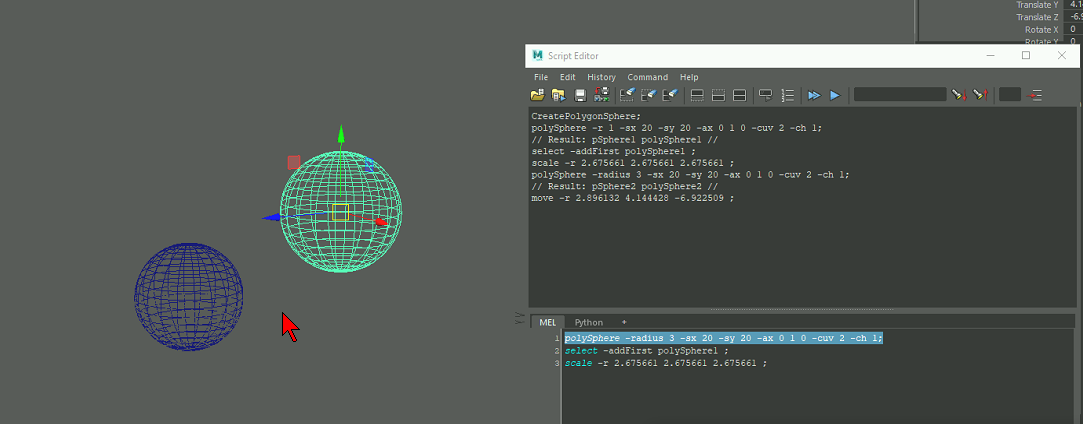 Translate Y 4.14
Translate Z -6.9
Rotate X 0
Rotate Y 0
Script Editor
File Edit History Command Help
CreatePolygonSphere;
polySphere -r 1 -sx 20 -sy 20 -ax 0 1 0 -cuv 2 -ch 1;
// Result: pSphere1 polySphere1 //
select -addFirst polySphere1 ;
scale -r 2.675661 2.675661 2.675661 ;
polySphere -radius 3 -sx 20 -sy 20 -ax 0 1 0 -cuv 2 -ch 1;
// Result: pSphere2 polySphere2 //
move -r 2.896132 4.144428 -6.922509 ;
MEL Python +
1 polySphere -radius 3 -sx 20 -sy 20 -ax 0 1 0 -cuv 2 -ch 1;
2 select -addFirst polySphere1 ;
3 scale -r 2.675661 2.675661 2.675661 ;